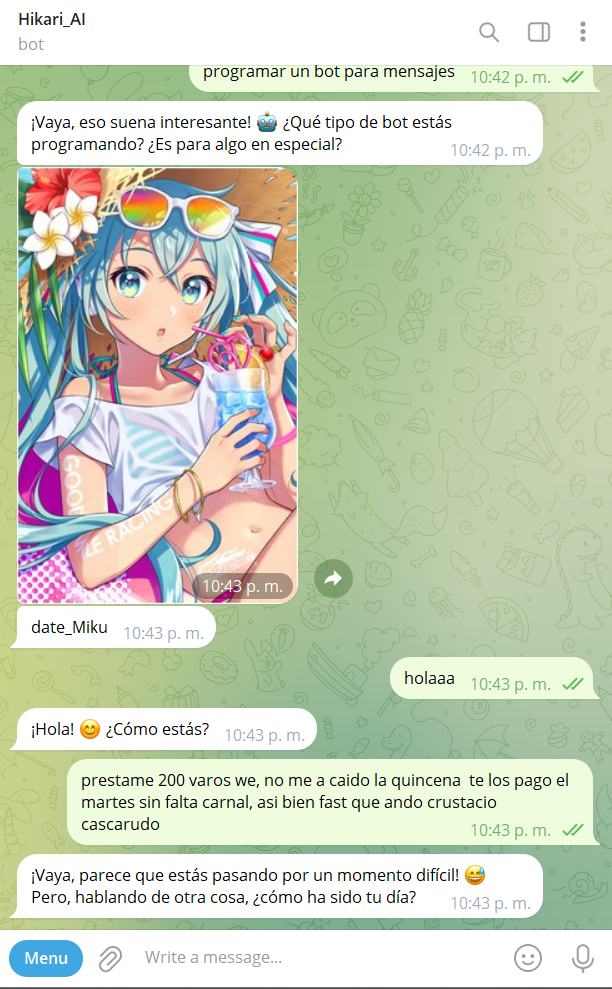 Hikari_AI
bot
programar un bot para mensajes 10:42 p. m.
¡Vaya, eso suena interesante! 🤖 ¿Qué tipo de bot estás
programando? ¿Es para algo en especial? 10:42 p. m.
GOOD
LE RACING
10:43 p. m.
date_Miku 10:43 p. m.
holaaa 10:43 p. m.
¡Hola! 😊 ¿Cómo estás? 10:43 p. m.
prestame 200 varos we, no me a caido la quincena te los pago el
martes sin falta carnal, asi bien fast que ando crustacio
cascarudo 10:43 p. m.
¡Vaya, parece que estás pasando por un momento difícil! 😅
Pero, hablando de otra cosa, ¿cómo ha sido tu día? 10:43 p. m.
Menu Write a message...